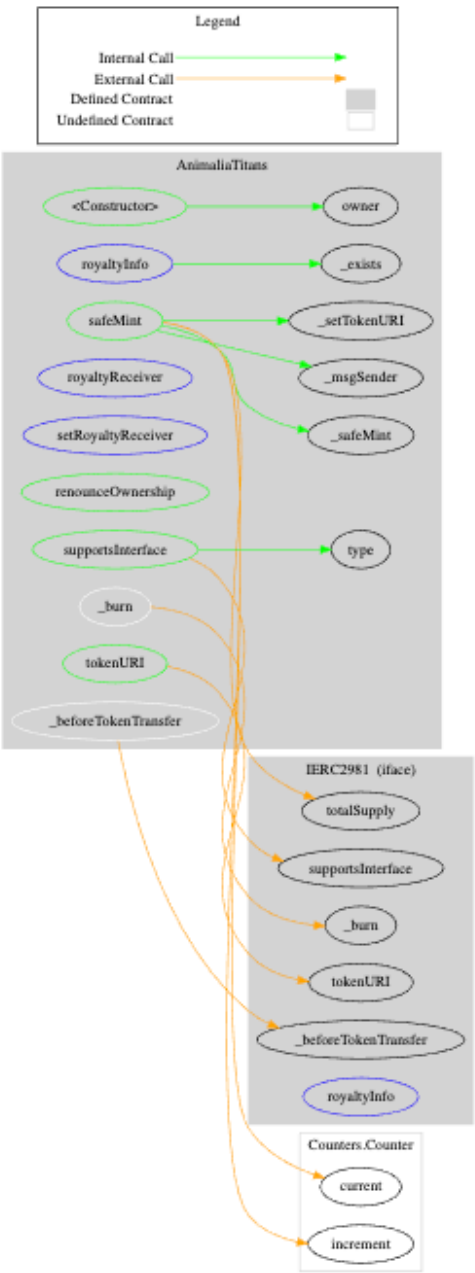 Legend
Internal Call
External Call
Defined Contract
Undefined Contract
AnimaliaTitans
<Constructor> owner
royaltyInfo _exists
safeMint _setTokenURI
royaltyReceiver _msgSender
setRoyaltyReceiver _safeMint
renounceOwnership
supportsInterface type
_burn
tokenURI
_beforeTokenTransfer
IERC2981 (iface)
totalSupply
supportsInterface
_burn
tokenURI
_beforeTokenTransfer
royaltyInfo
Counters.Counter
current
increment